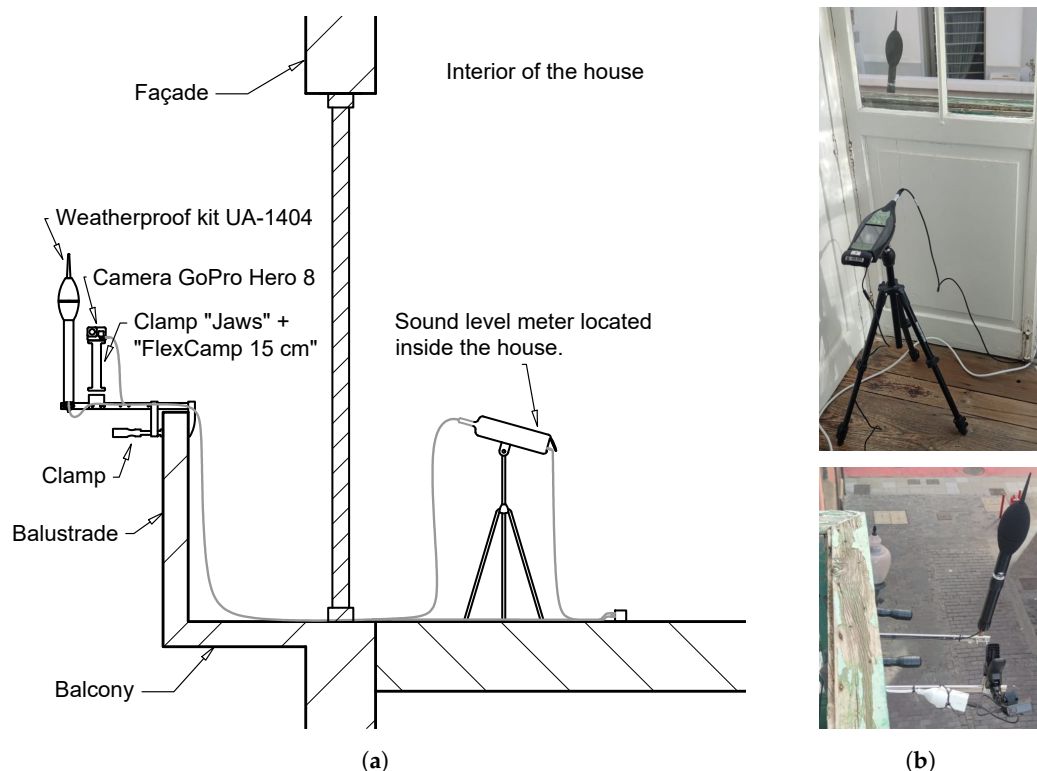 Façade
Interior of the house
Weatherproof kit UA-1404
Camera GoPro Hero 8
Clamp "Jaws" +
"FlexCamp 15 cm"
Sound level meter located
inside the house.
Clamp
Balustrade
Balcony
(a)
(b)